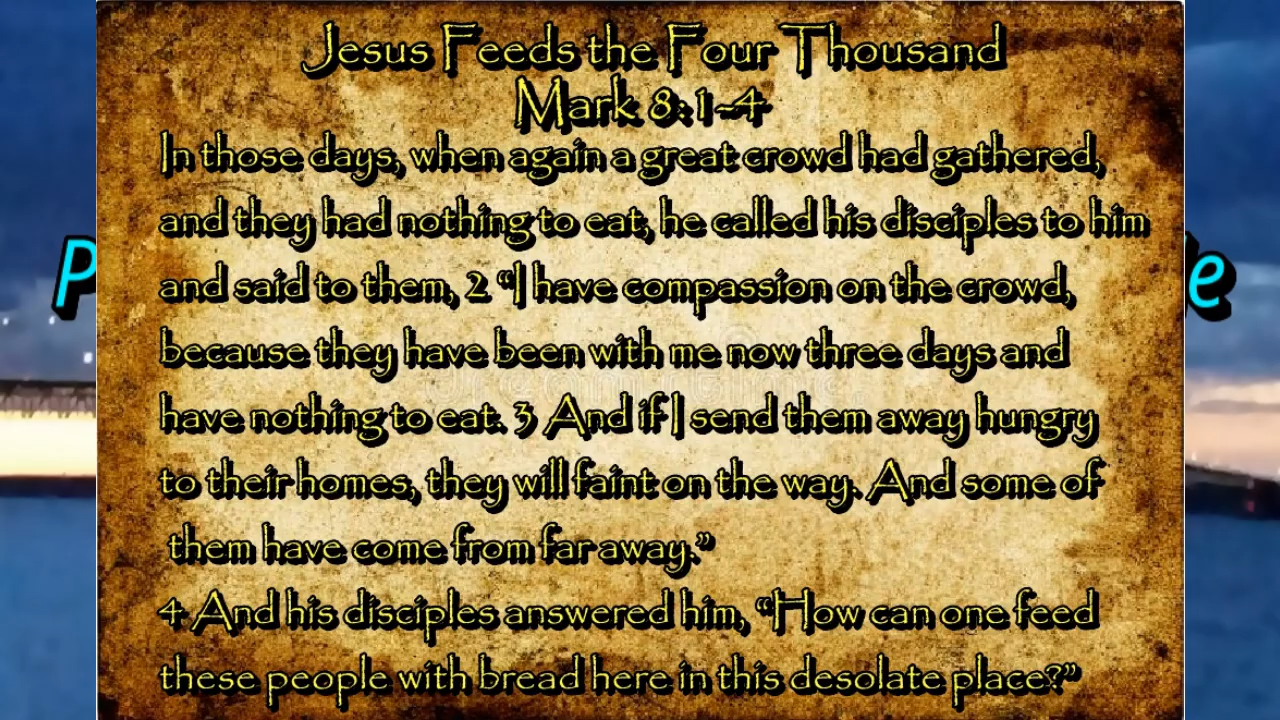 Jesus Feeds the Four Thousand
Mark 8:1-4
In those days, when again a great crowd had gathered,
and they had nothing to eat, he called his disciples to him
and said to them, 2 “I have compassion on the crowd,
because they have been with me now three days and
have nothing to eat. 3 And if I send them away hungry
to their homes, they will faint on the way. And some of
them have come from far away.”
4 And his disciples answered him, “How can one feed
these people with bread here in this desolate place?”